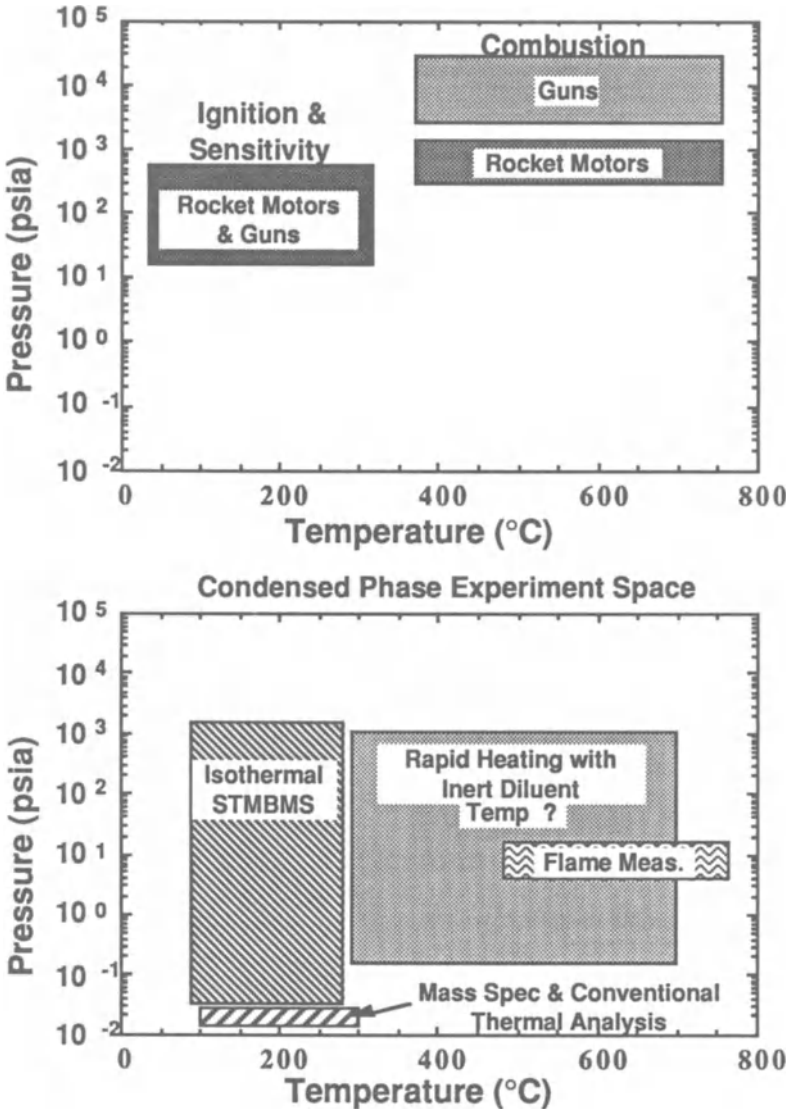 Combustion
Guns
Rocket Motors
Ignition &
Sensitivity
Rocket Motors
& Guns
Pressure (psia)
10 5
10 4
10 3
10 2
10 1
10 0
10 -1
10 -2
0 200 400 600 800
Temperature (°C)
Condensed Phase Experiment Space
Pressure (psia)
10 5
10 4
10 3
10 2
10 1
10 0
10 -1
10 -2
Isothermal
STMBMS
Rapid Heating with
Inert Diluent
Temp ?
Flame Meas.
Mass Spec & Conventional
Thermal Analysis
0 200 400 600 800
Temperature (°C)